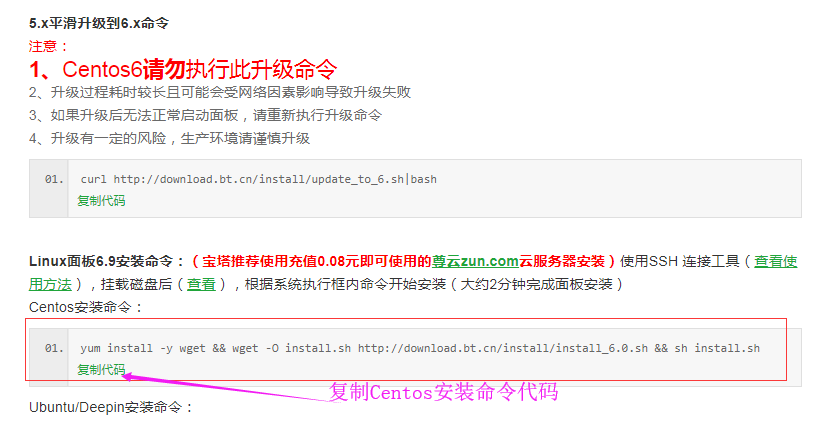 5.x平滑升级到6.x命令
注意：
1、Centos6请勿执行此升级命令
2、升级过程耗时较长且可能会受网络因素影响导致升级失败
3、如果升级后无法正常启动面板，请重新执行升级命令
4、升级有一定的风险，生产环境请谨慎升级
01. curl http://download.bt.cn/install/update_to_6.sh|bash
复制代码
Linux面板6.9安装命令：（宝塔推荐使用充值0.08元即可使用的尊云zun.com云服务器安装）使用SSH 连接工具（查看使
用方法），挂载磁盘后（查看），根据系统执行框内命令开始安装（大约2分钟完成面板安装）
Centos安装命令：
01. yum install -y wget && wget -O install.sh http://download.bt.cn/install/install_6.0.sh && sh install.sh
复制代码
复制Centos安装命令代码
Ubuntu/Deepin安装命令：